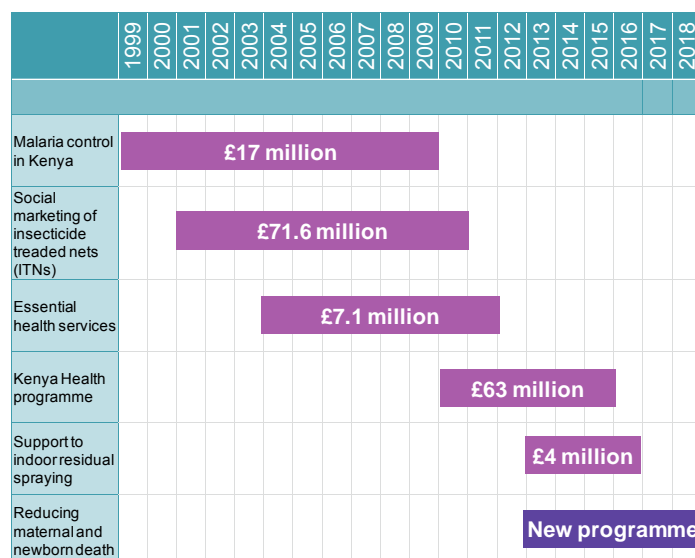 1999 2000 2001 2002 2003 2004 2005 2006 2007 2008 2009 2010 2011 2012 2013 2014 2015 2016 2017 2018
Malaria control
in Kenya
£17 million
Social
marketing of
insecticide
treaded nets
(ITNs)
£71.6 million
Essential
health services
£7.1 million
Kenya Health
programme
£63 million
Support to
indoor residual
spraying
£4 million
Reducing
maternal and
newborn death
New programme